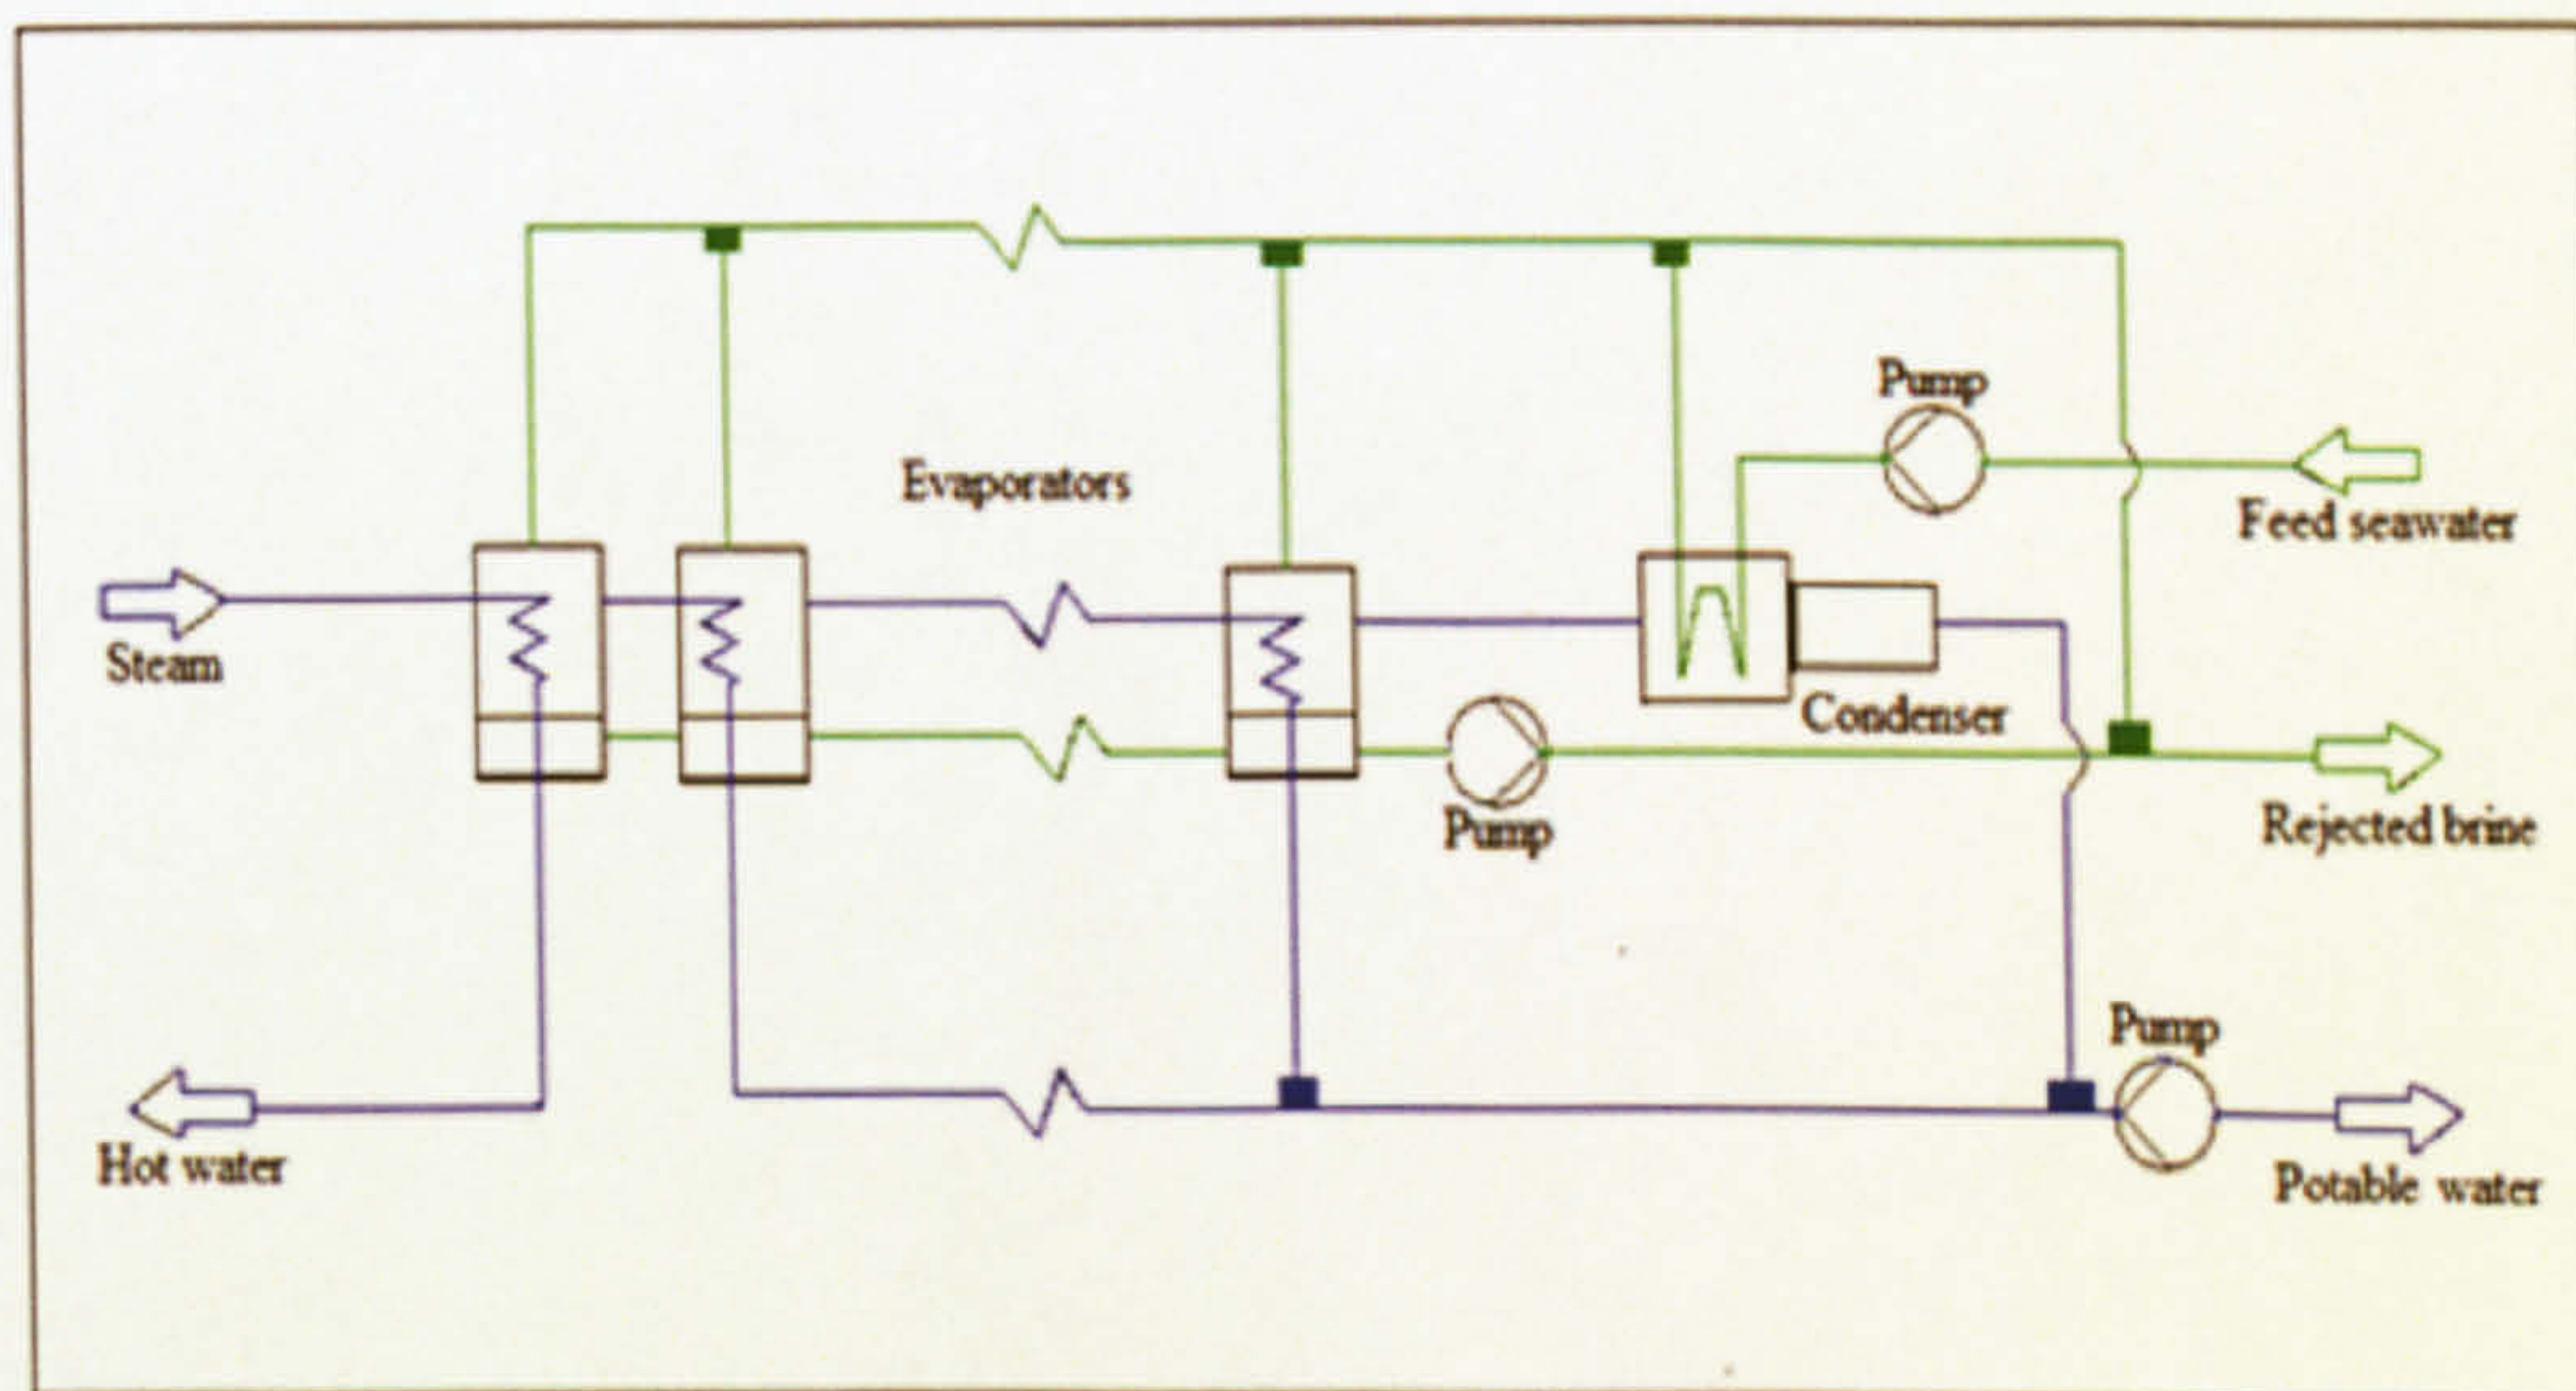 Pump
Evaporators
Feed seawater
Steam
Condenser
Pump
Rejected brine
Pump
Hot water
Potable water